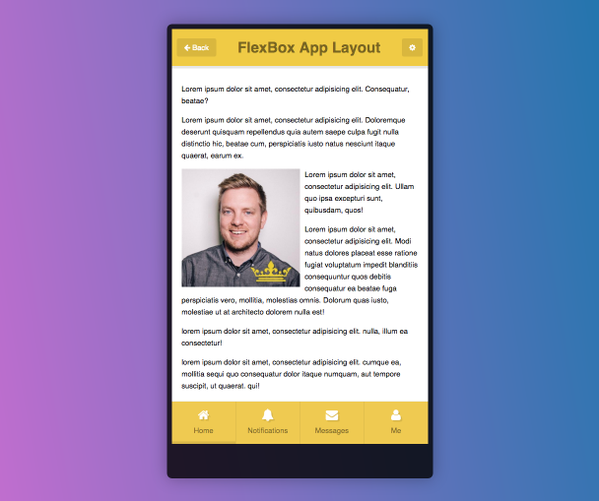 Back
FlexBox App Layout
Lorem ipsum dolor sit amet, consectetur adipisicing elit. Consequatur,
beatae?
Lorem ipsum dolor sit amet, consectetur adipisicing elit. Doloremque
deserunt quisquam repellendus quia autem saepe culpa fugit nulla
distinctio hic, beatae cum, perspiciatis iusto natus nesciunt itaque
quaerat, earum ex.
Lorem ipsum dolor sit amet,
consectetur adipisicing elit. Ullam
quo ipsa excepturi sunt,
quibusdam, quos!
Lorem ipsum dolor sit amet,
consectetur adipisicing elit. Modi
natus dolores placeat esse ratione
fugiat voluptatum impedit blanditiis
consequuntur quos debitis
consequatur ea beatae fuga
perspiciatis vero, mollitia, molestias omnis. Dolorum quas iusto,
molestiae ut at architecto dolorem nulla est!
lorem ipsum dolor sit amet, consectetur adipisicing elit. nulla, illum ea
consectetur!
lorem ipsum dolor sit amet, consectetur adipisicing elit. cumque ea,
mollitia sequi quo consequatur dolor itaque numquam, aut tempore
suscipit, ut quaerat. qui!
Home
Notifications
Messages
Me